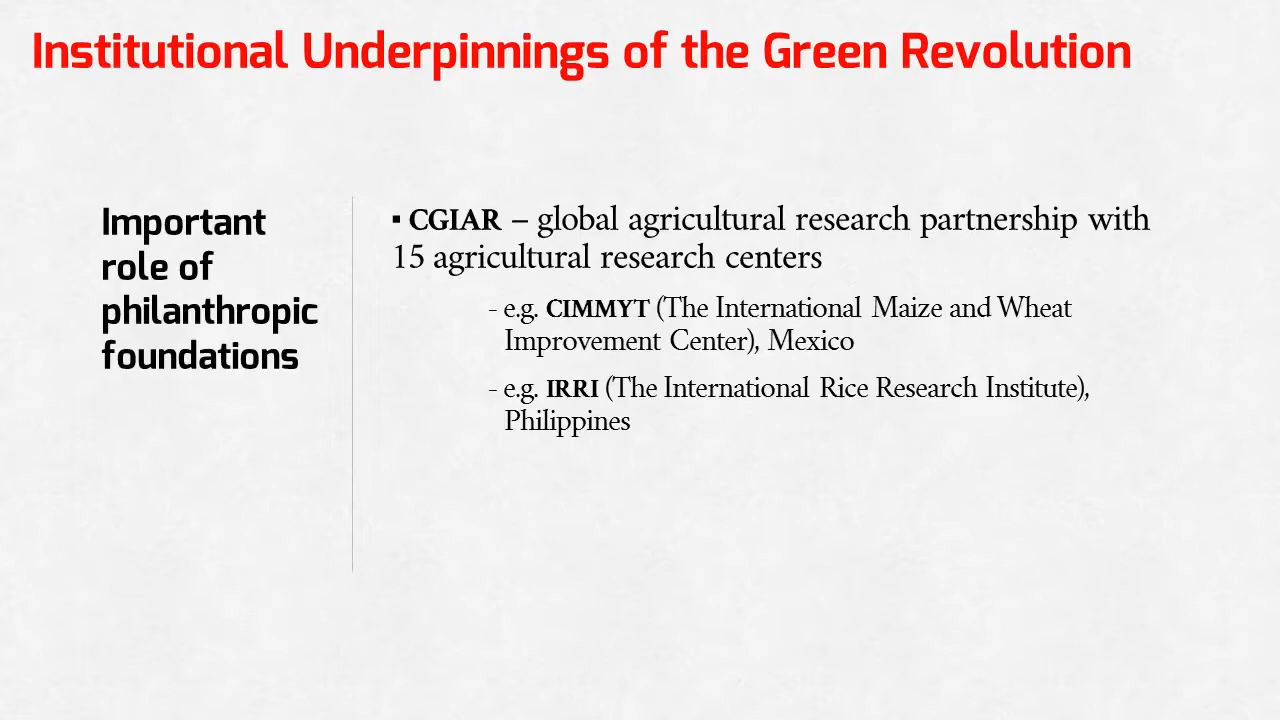 Institutional Underpinnings of the Green Revolution
Important
role of
philanthropic
foundations
▪ CGIAR – global agricultural research partnership with
15 agricultural research centers
- e.g. CIMMYT (The International Maize and Wheat
Improvement Center), Mexico
- e.g. IRRI (The International Rice Research Institute),
Philippines